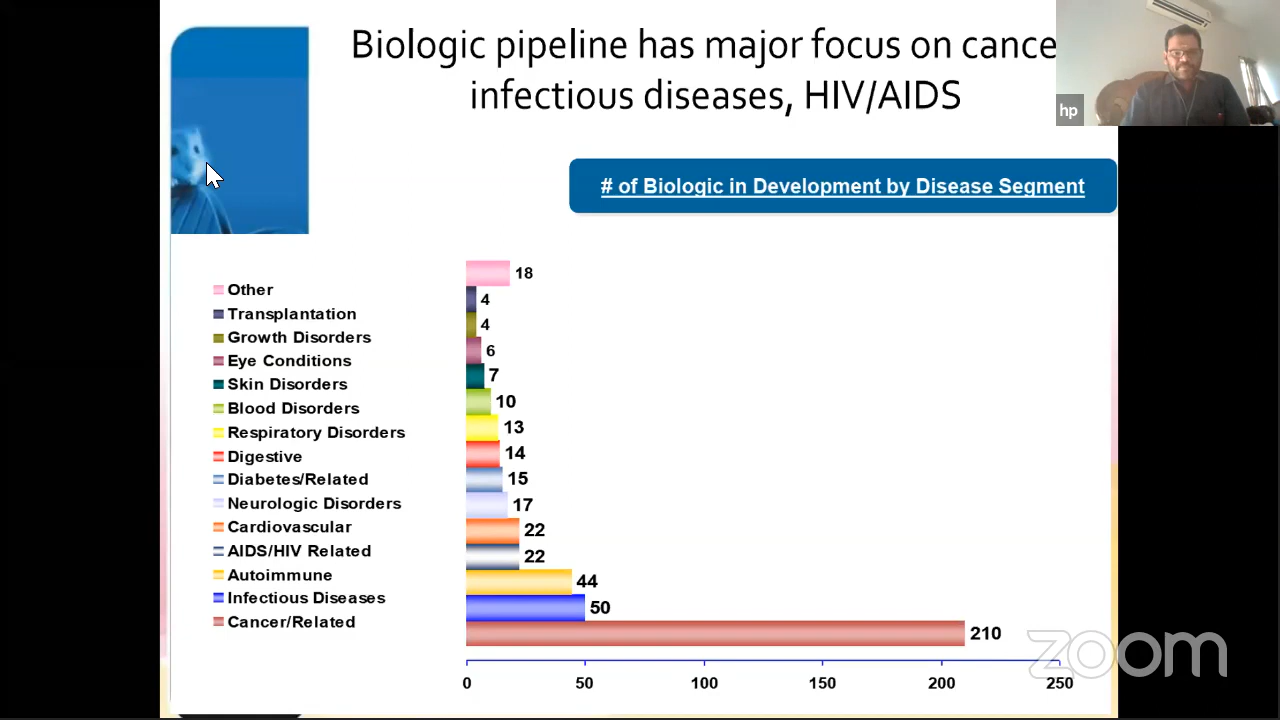 Biologic pipeline has major focus on cance
infectious diseases, HIV/AIDS
hp
# of Biologic in Development by Disease Segment
Other
Transplantation
Growth Disorders
Eye Conditions
Skin Disorders
Blood Disorders
Respiratory Disorders
Digestive
Diabetes/Related
Neurologic Disorders
Cardiovascular
AIDS/HIV Related
Autoimmune
Infectious Diseases
Cancer/Related
18
4
4
6
7
10
13
14
15
17
22
22
44
50
210
0 50 100 150 200 250
zoom